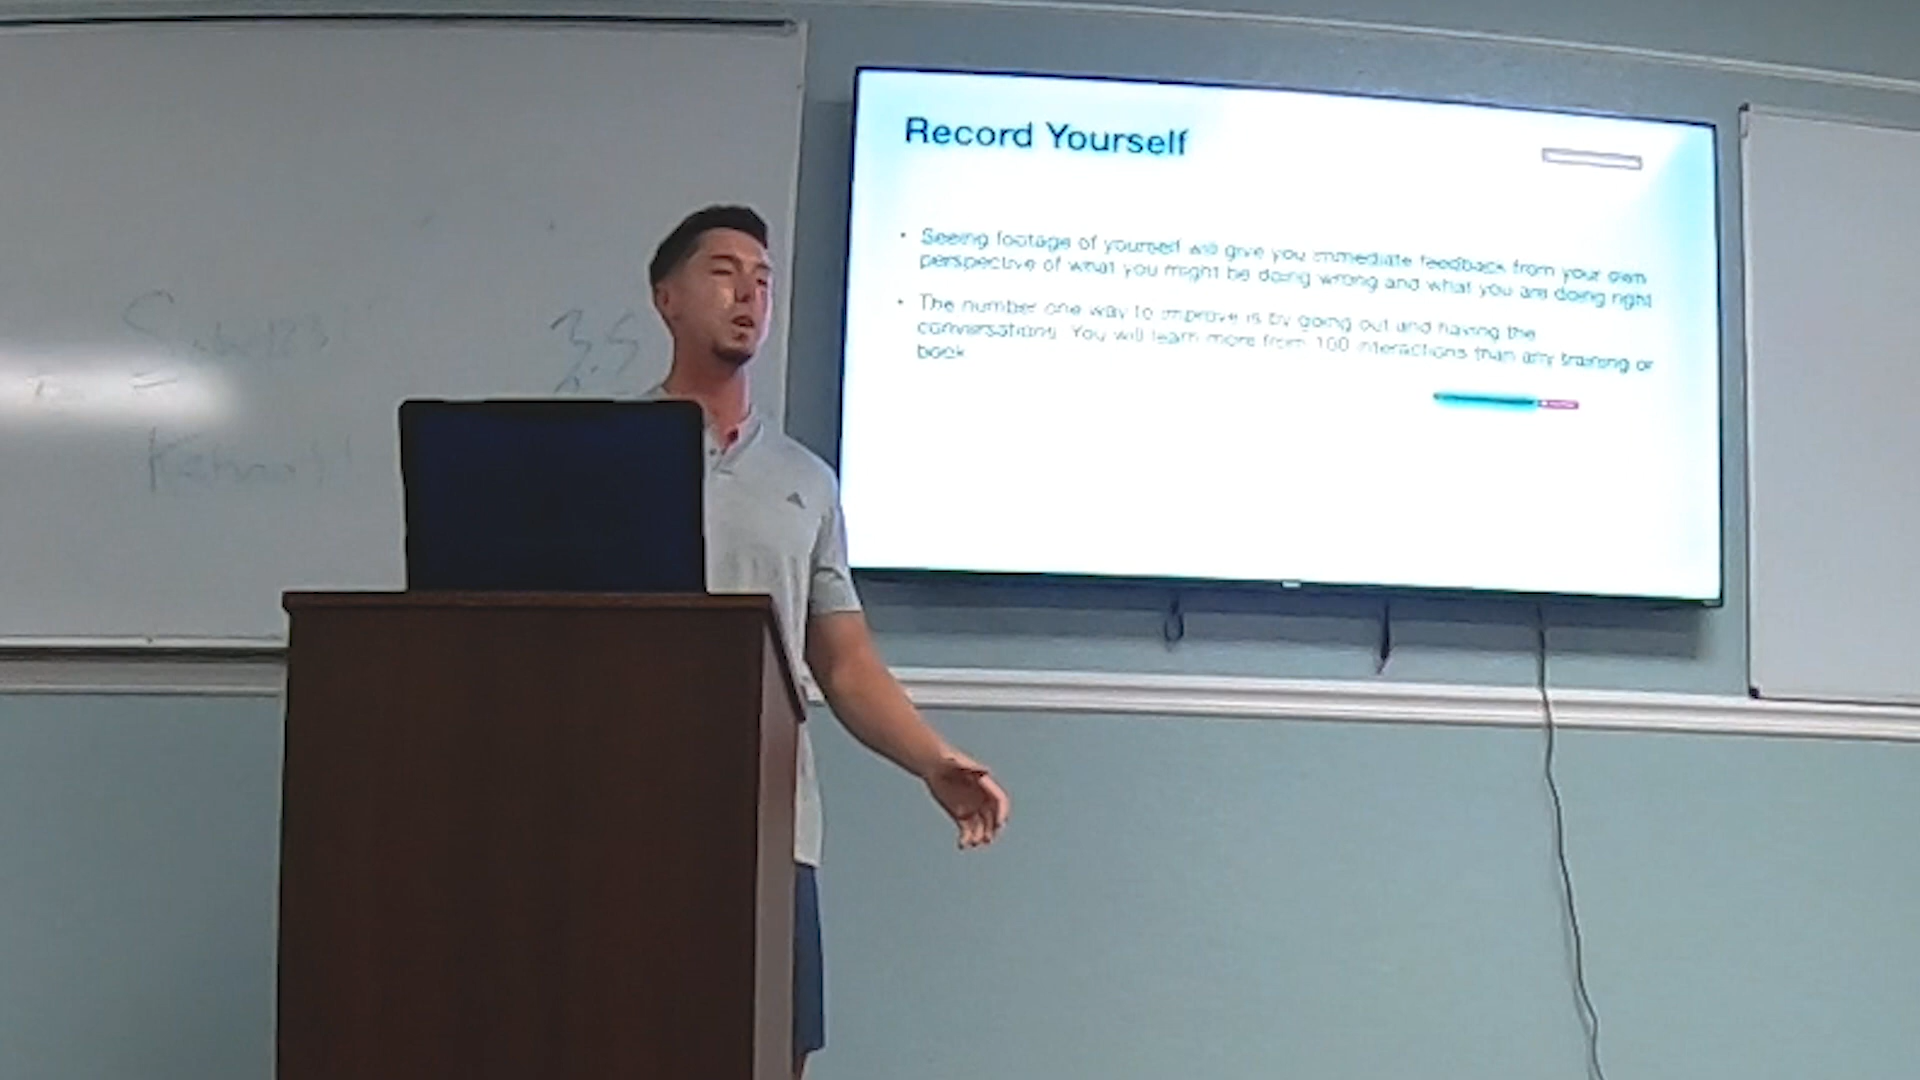 Record Yourself
• Seeing footage of yourself will give you immediate feedback from your own
perspective of what you might be doing wrong and what you are doing right
• The number one way to improve is by going out and having the
conversations. You will learn more from 100 interactions than any training or
book
3.5